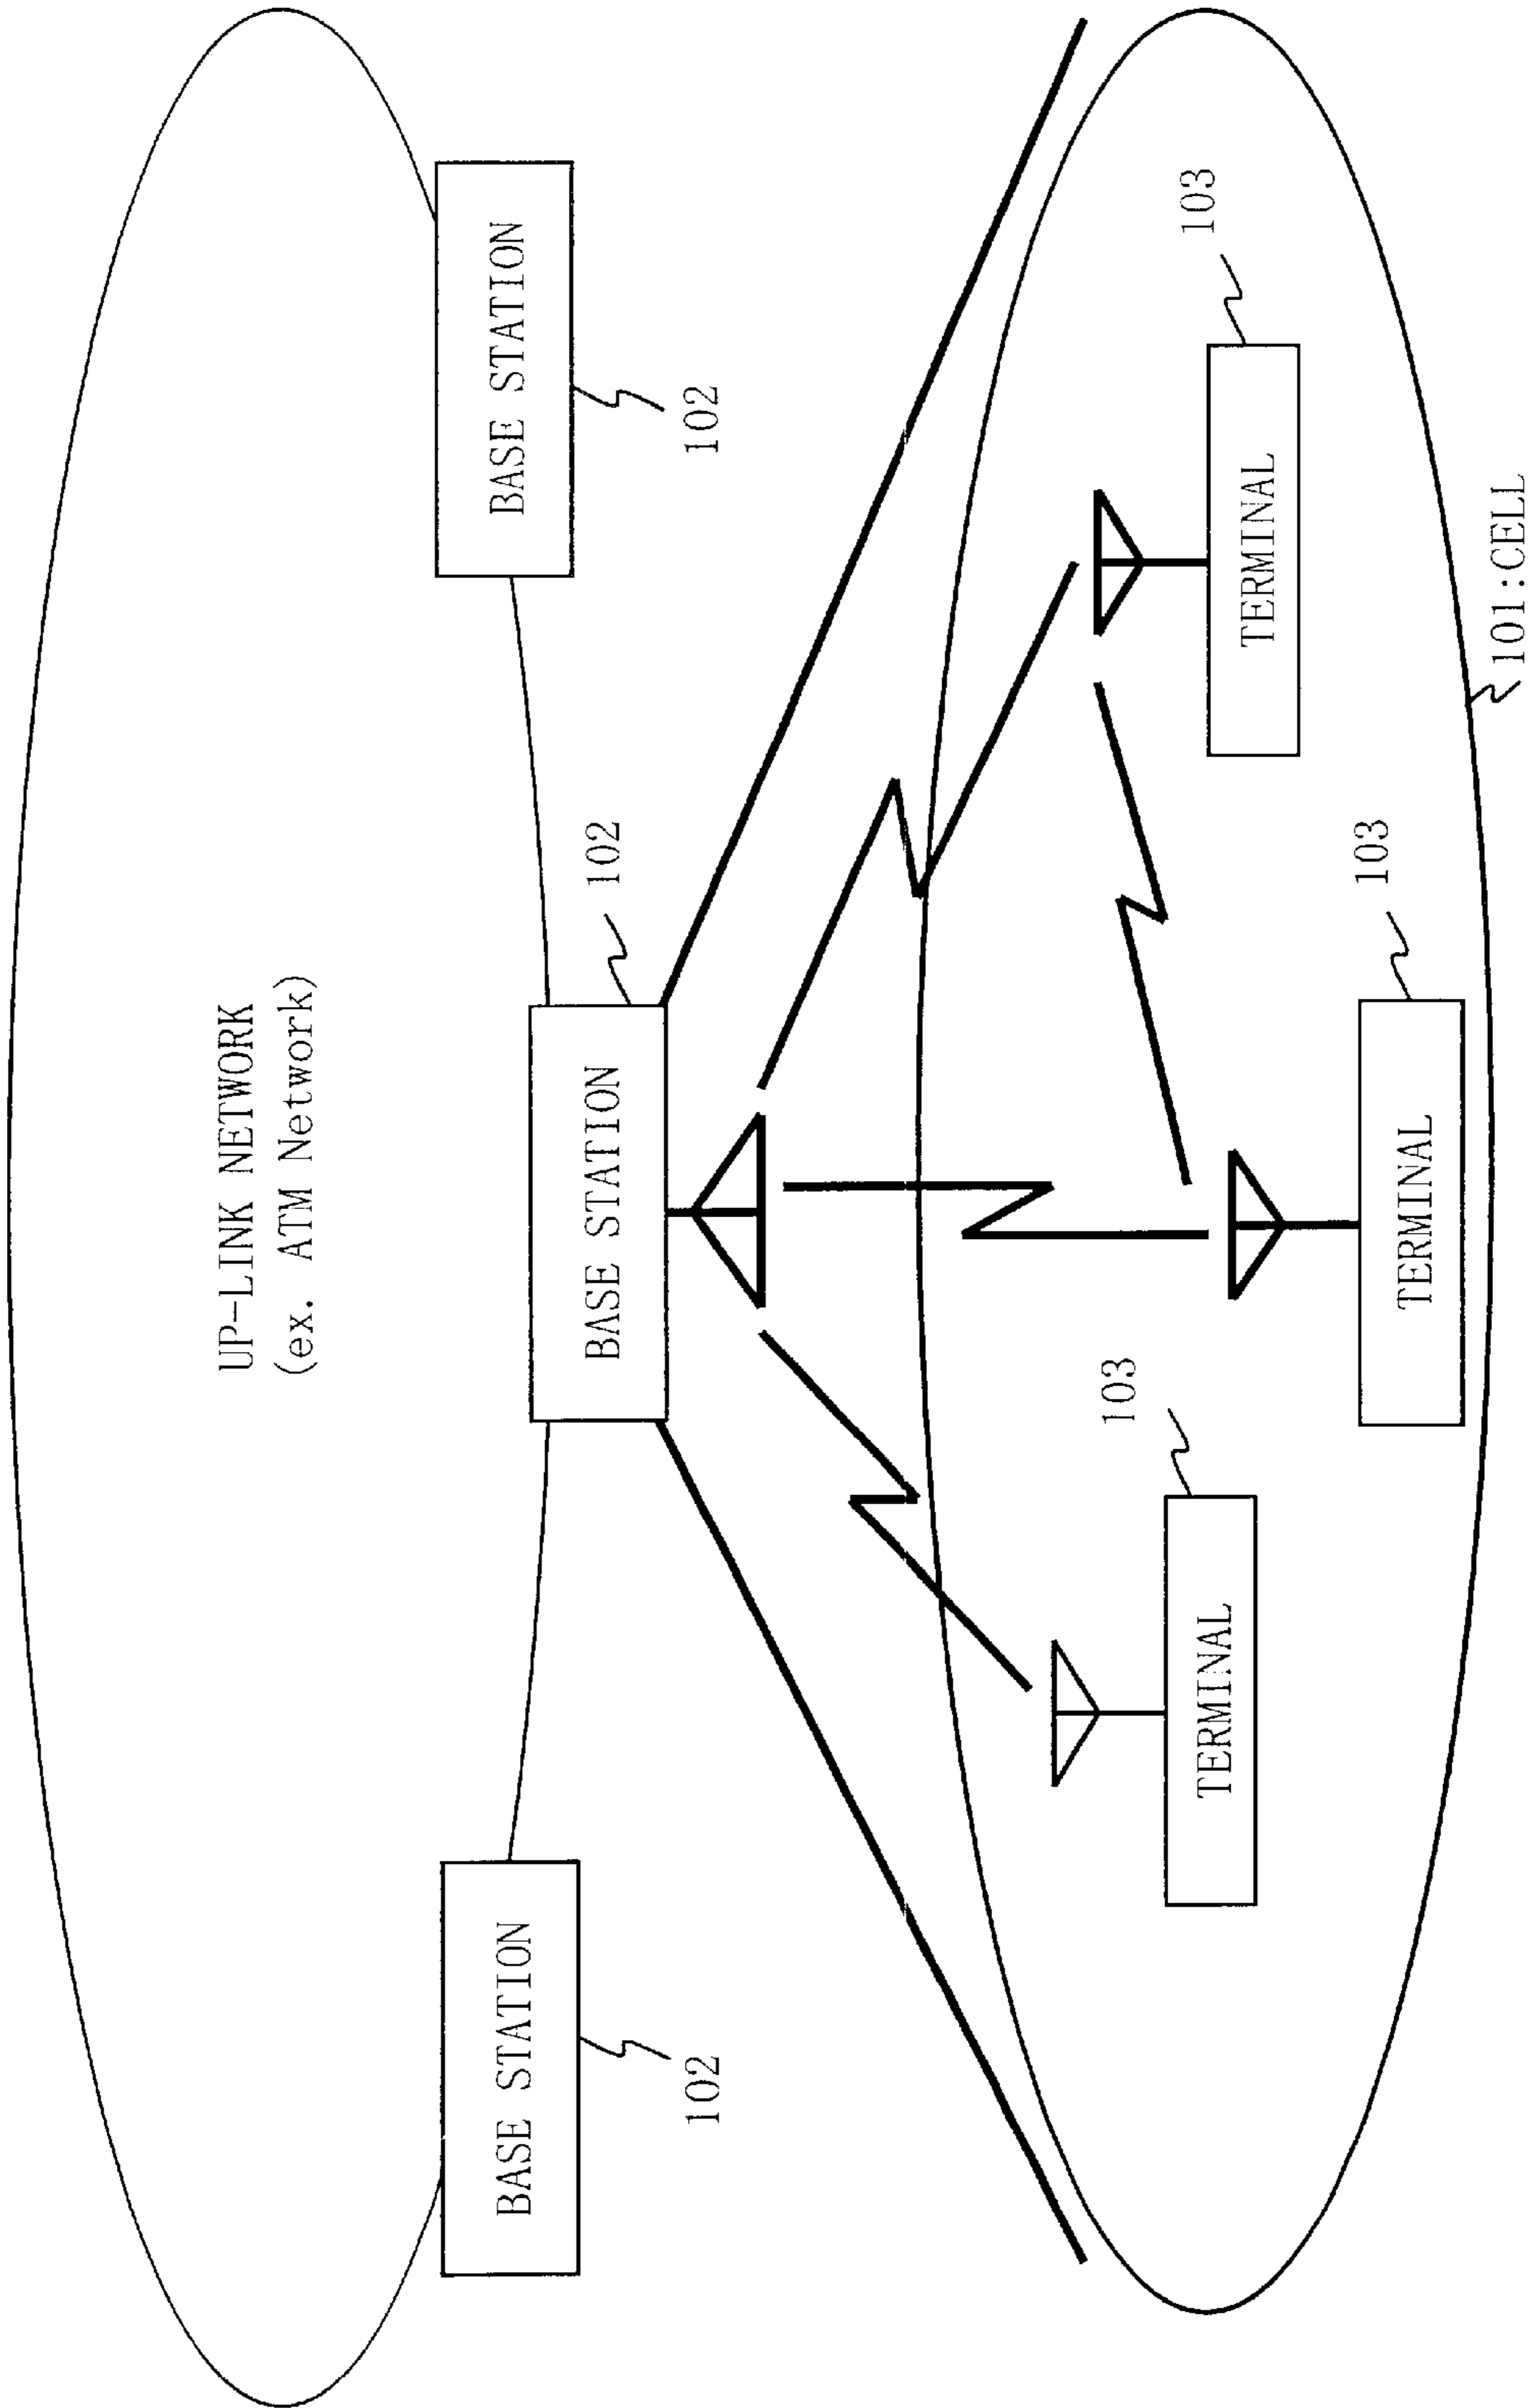 UP-LINK NETWORK
(ex. ATM Network)
BASE STATION
102
BASE STATION
102
BASE STATION
102
103
TERMINAL
103
TERMINAL
103
TERMINAL
101:CELL